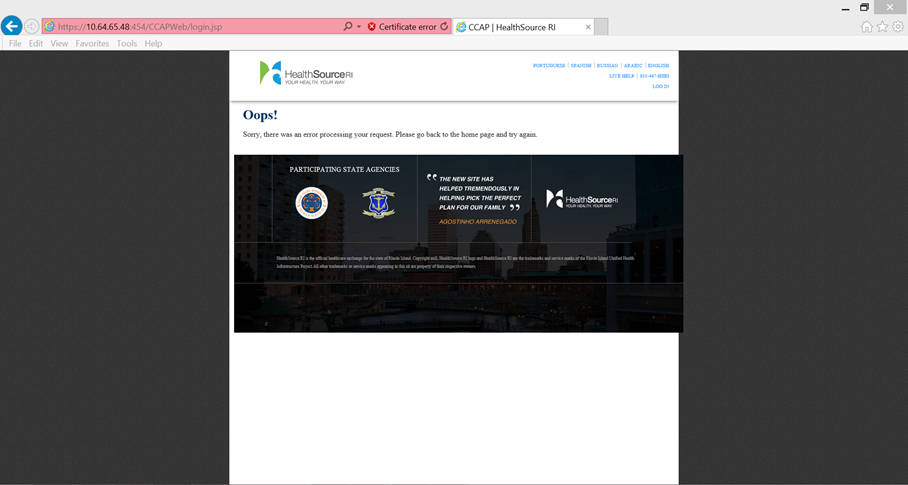 https://10.64.65.48:454/CCAPWeb/login.jsp
Certificate error
CCAP | HealthSource RI
File Edit View Favorites Tools Help
HealthSource RI
YOUR HEALTH, YOUR WAY
PORTUGUESE | SPANISH | RUSSIAN | ARABIC | ENGLISH
LIVE HELP |
LOG IN
Oops!
Sorry, there was an error processing your request. Please go back to the home page and try again.
PARTICIPATING STATE AGENCIES
“ THE NEW SITE HAS
HELPED TREMENDOUSLY IN
HELPING PICK THE PERFECT
PLAN FOR OUR FAMILY ”
AGOSTINHO ARRENEGADO
HealthSource RI
YOUR HEALTH, YOUR WAY
HealthSource RI is the official healthcare exchange for the state of Rhode Island. Copyright null. HealthSource RI logo and HealthSource RI are the trademarks and service marks of the Rhode Island Unified Health
Infrastructure Project. All other trademarks or service marks appearing in this site are property of their respective owners.